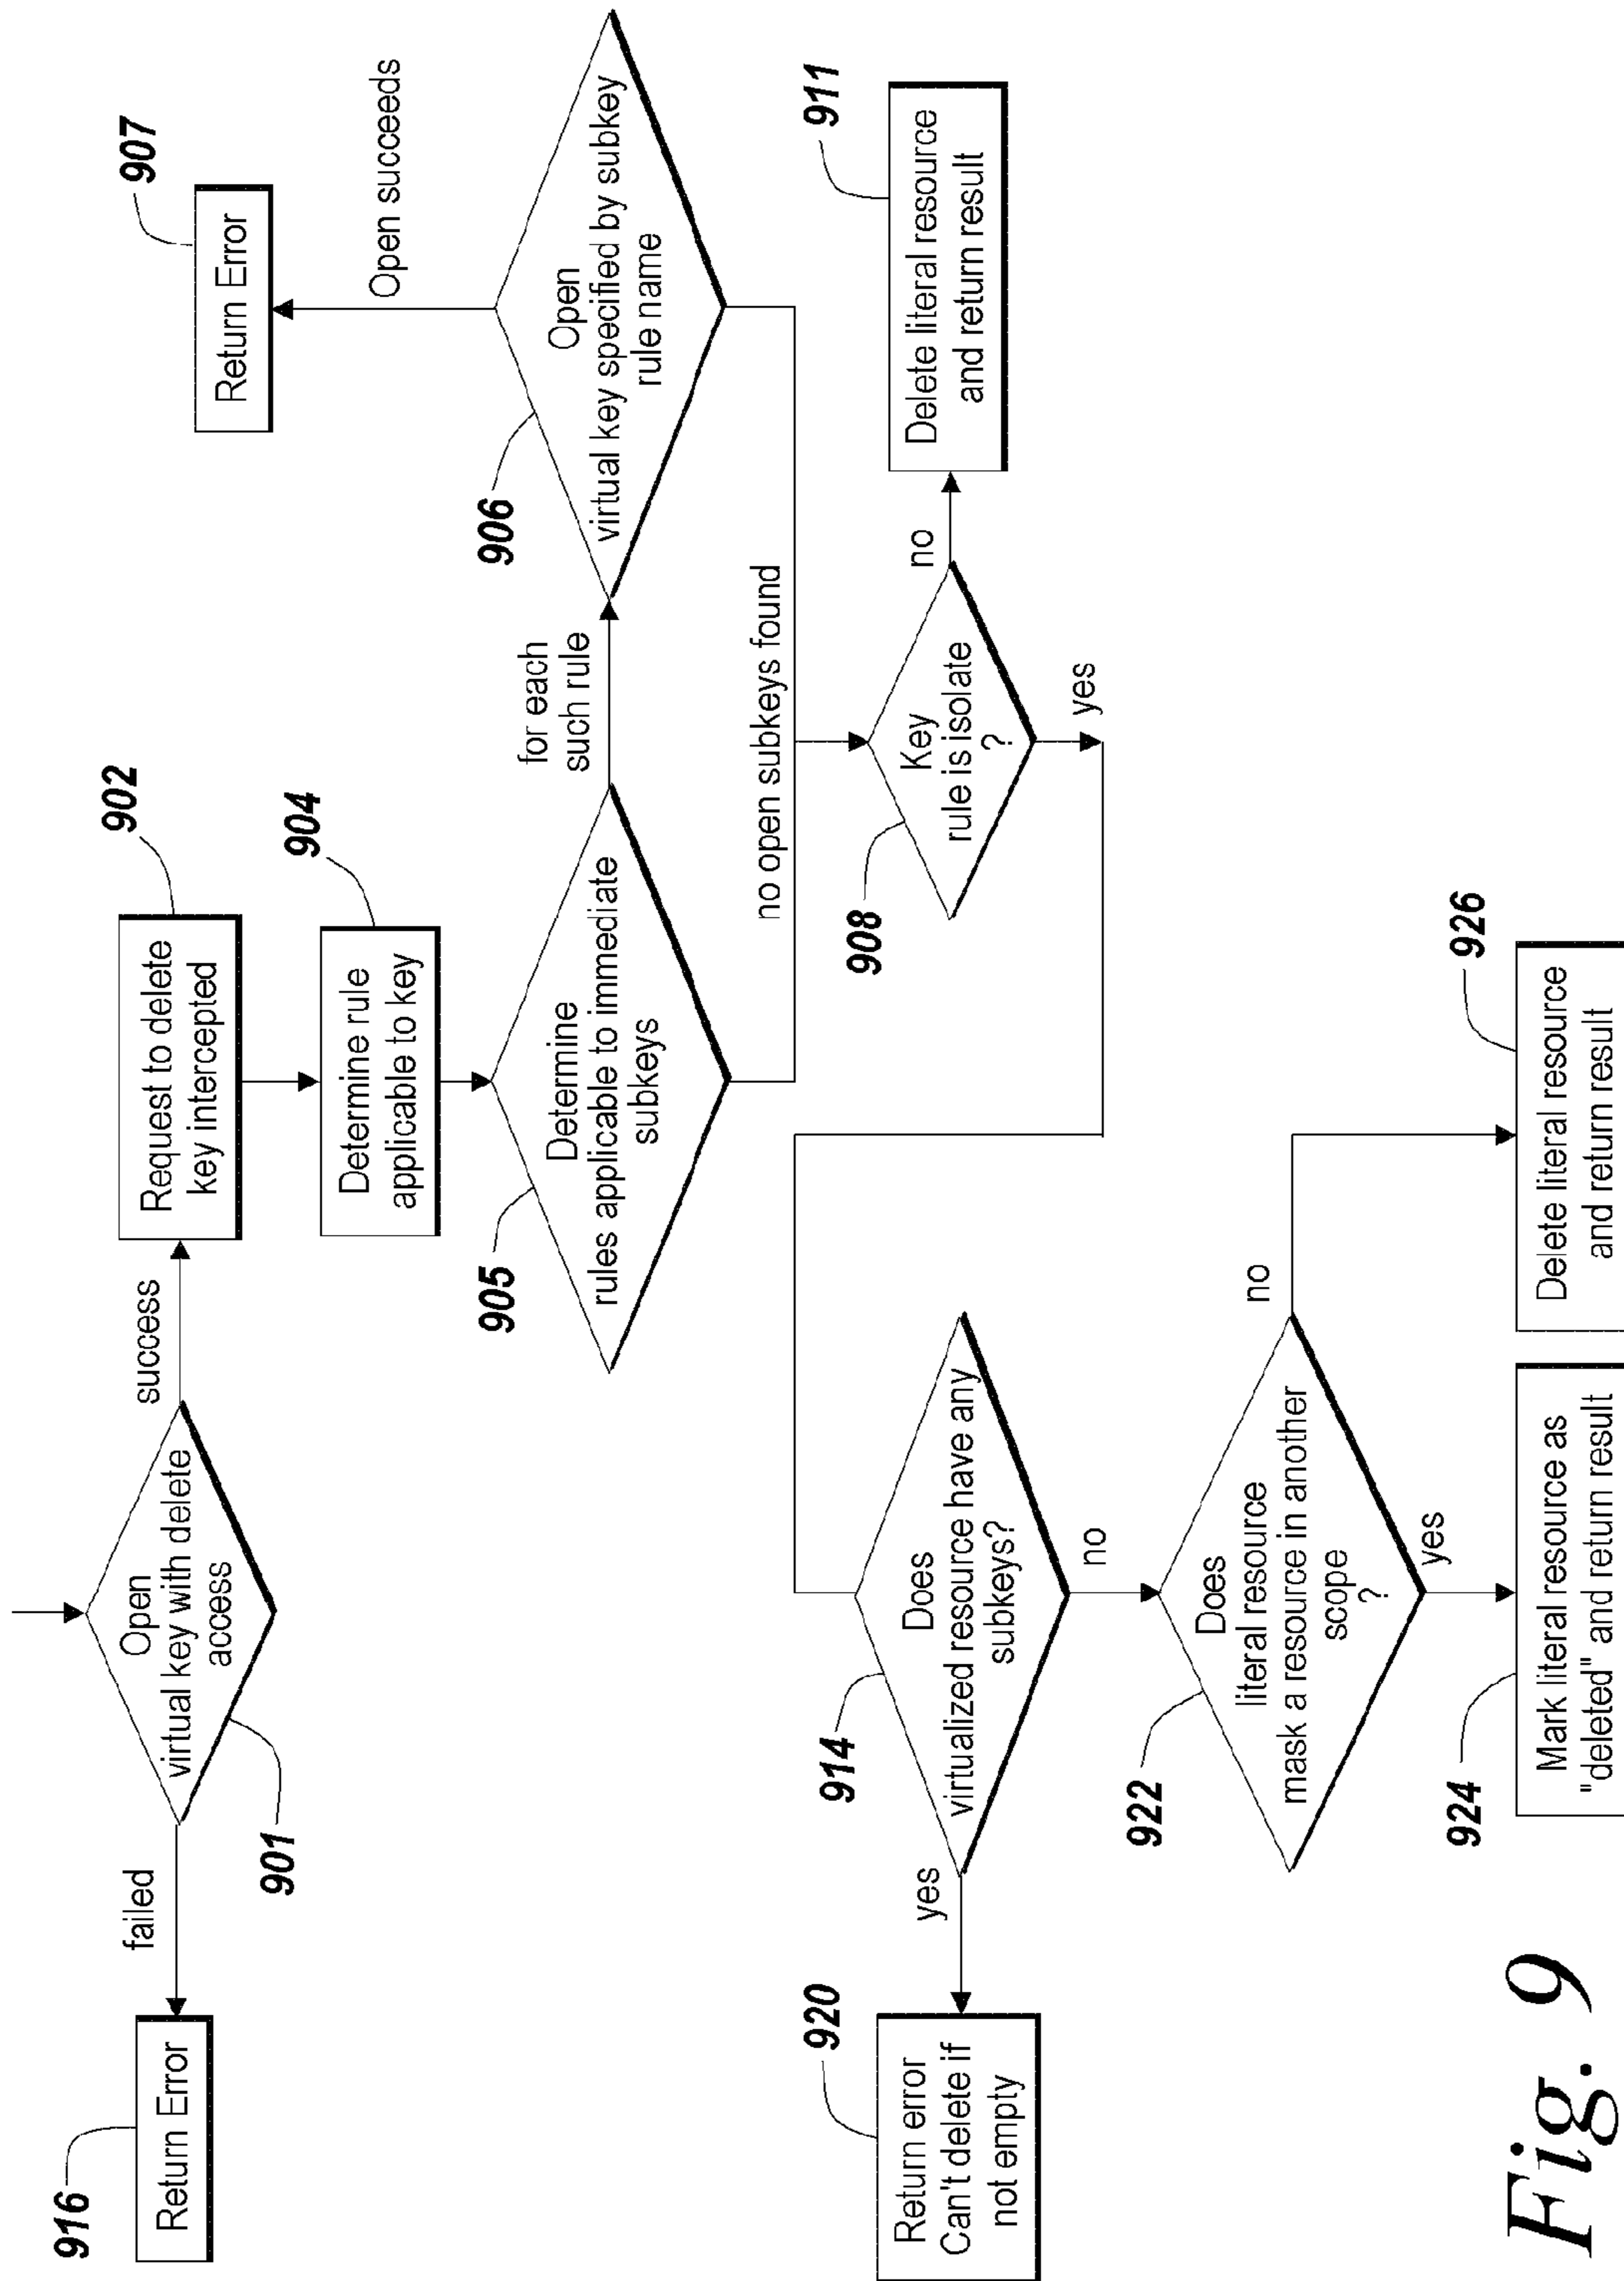 916
Return Error
failed
901
Open
virtual key with delete
access
success
902
Request to delete
key intercepted
904
Determine rule
applicable to key
905
Determine
rules applicable to immediate
subkeys
for each
such rule
906
Open
virtual key specified by subkey
rule name
Open succeeds
907
Return Error
no open subkeys found
908
Key
rule is isolate
?
no
911
Delete literal resource
and return result
yes
914
Does
virtualized resource have any
subkeys?
yes
920
Return error
Can't delete if
not empty
no
922
Does
literal resource
mask a resource in another
scope
?
no
926
Delete literal resource
and return result
yes
924
Mark literal resource as
"deleted" and return result
Fig. 9